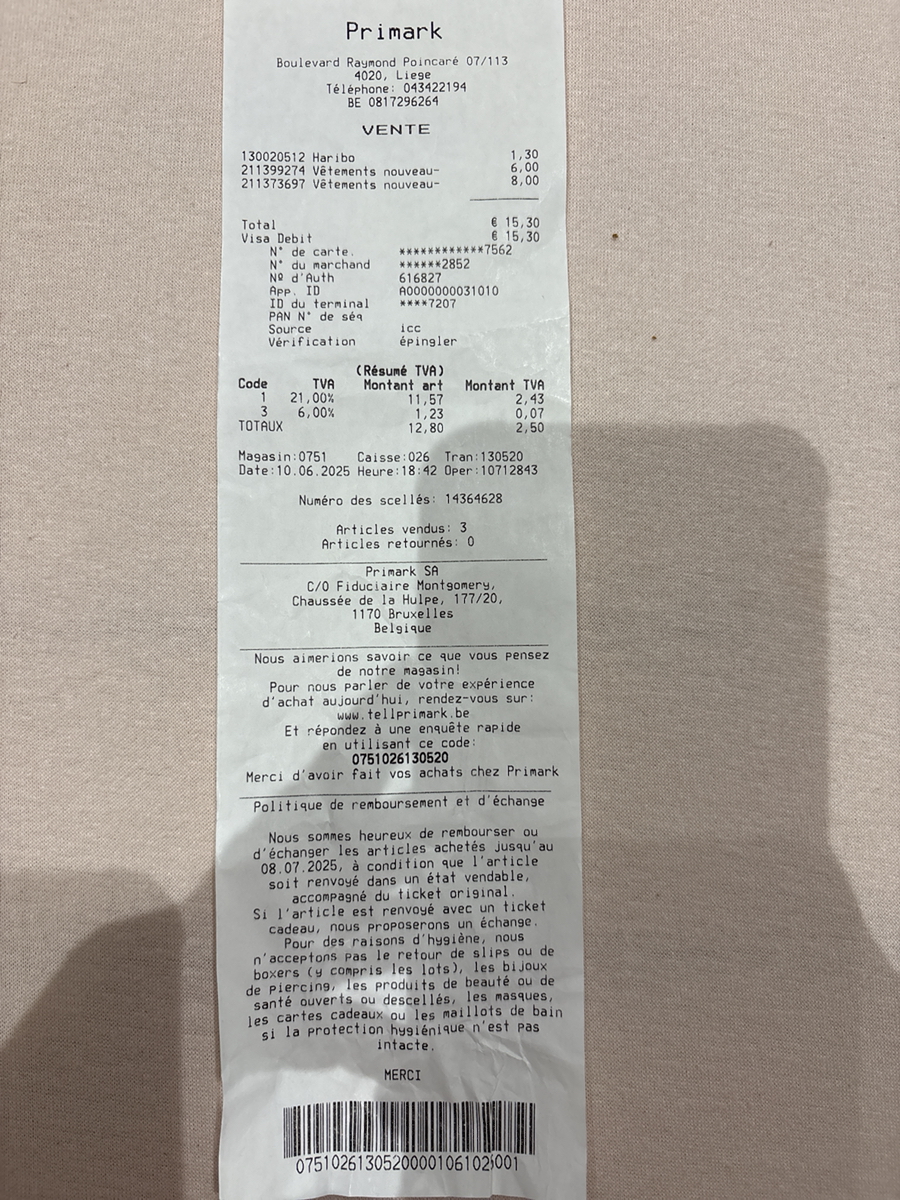 Primark
Boulevard Raymond Poincaré 07/113
4020, Liege
Téléphone: 043422194
BE 0817296264
VENTE
130020512 Haribo 1,30
211399274 Vêtements nouveau- 6,00
211373697 Vêtements nouveau- 8,00
Total € 15,30
Visa Debit € 15,30
N° de carte. ************7562
N° du marchand ******2852
Nº d'Auth 616827
App. ID A0000000031010
ID du terminal ****7207
PAN N° de séq
Source icc
Vérification épingler
(Résumé TVA)
Code TVA Montant art Montant TVA
1 21,00% 11,57 2,43
3 6,00% 1,23 0,07
TOTAUX 12,80 2,50
Magasin:0751 Caisse:026 Tran:130520
Date:10.06.2025 Heure:18:42 Oper:10712843
Numéro des scellés: 14364628
Articles vendus: 3
Articles retournés: 0
Primark SA
C/O Fiduciaire Montgomery,
Chaussée de la Hulpe, 177/20,
1170 Bruxelles
Belgique
Nous aimerions savoir ce que vous pensez
de notre magasin!
Pour nous parler de votre expérience
d'achat aujourd'hui, rendez-vous sur:
www.tellprimark.be
Et répondez à une enquête rapide
en utilisant ce code:
0751026130520
Merci d'avoir fait vos achats chez Primark
Politique de remboursement et d'échange
Nous sommes heureux de rembourser ou
d'échanger les articles achetés jusqu'au
08.07.2025, à condition que l'article
soit renvoyé dans un état vendable,
accompagné du ticket original.
Si l'article est renvoyé avec un ticket
cadeau, nous proposerons un échange.
Pour des raisons d'hygiène, nous
n'acceptons pas le retour de slips ou de
boxers (y compris les lots), les bijoux
de piercing, les produits de beauté ou de
santé ouverts ou descellés, les masques,
les cartes cadeaux ou les maillots de bain
si la protection hygiénique n'est pas
intacte.
MERCI